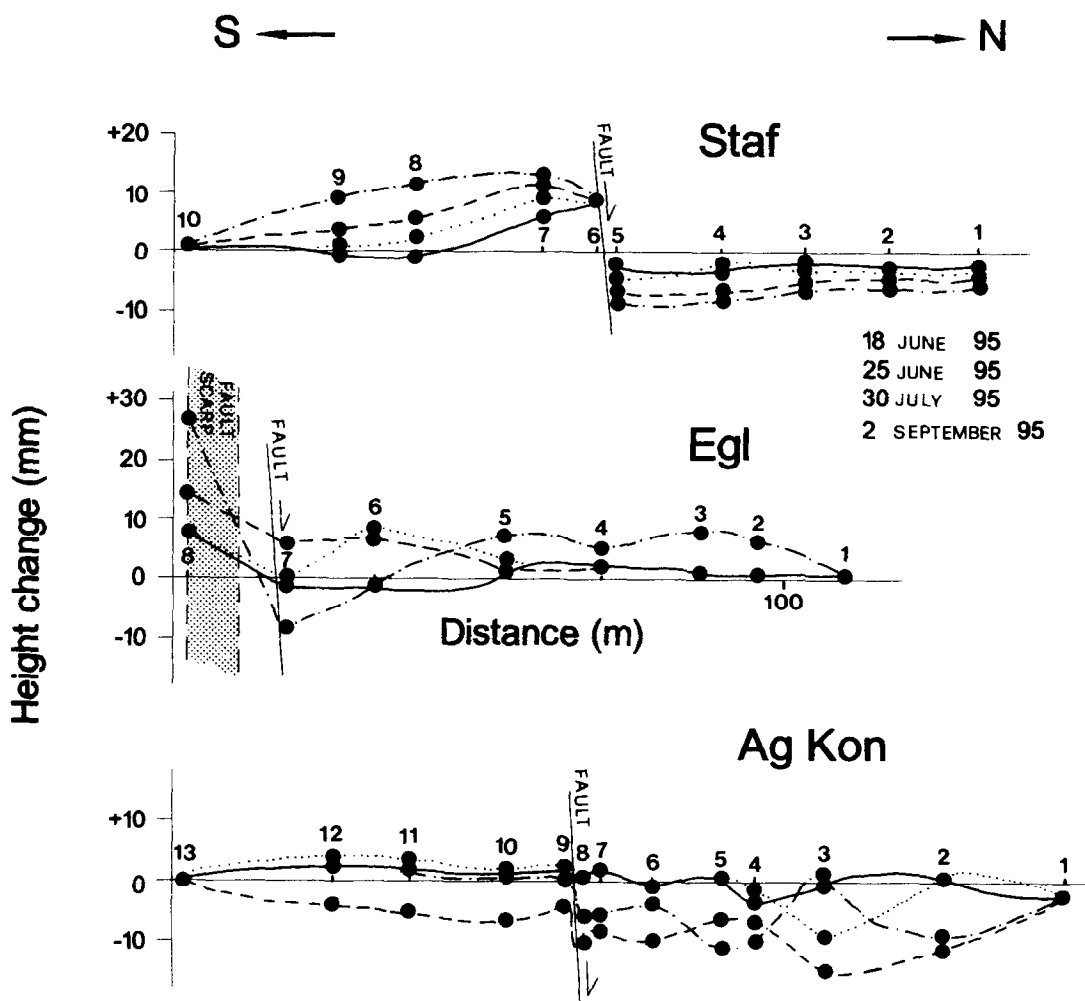 S N
+20
+10
0
-10
Staf
FAULT
10 9 8 7 6 5 4 3 2 1
18 JUNE 95
25 JUNE 95
30 JULY 95
2 SEPTEMBER 95
Height change (mm)
+30
20
10
0
-10
FAULT
SCARP
FAULT
Egl
8 7 6 5 4 3 2 1
100
Distance (m)
Ag Kon
+10
0
-10
FAULT
13 12 11 10 9 8 7 6 5 4 3 2 1